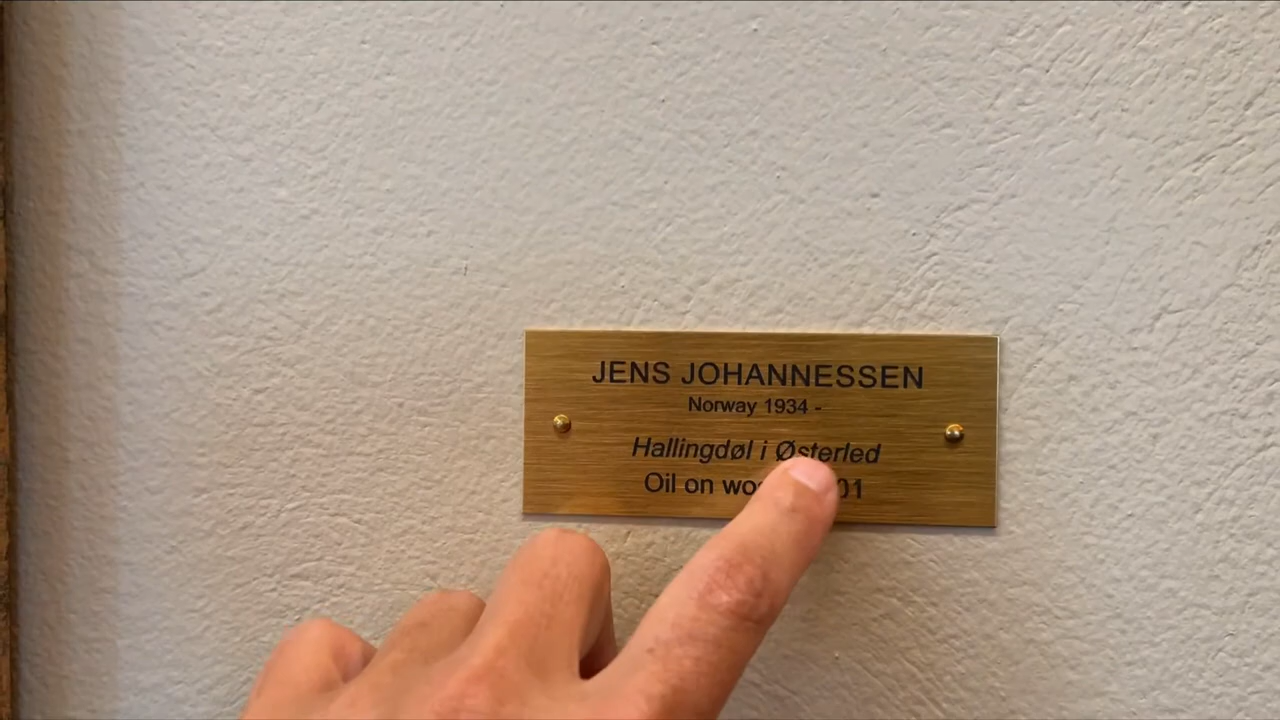 JENS JOHANNESSEN
Norway 1934 -
Hallingdøl i Østerled
Oil on